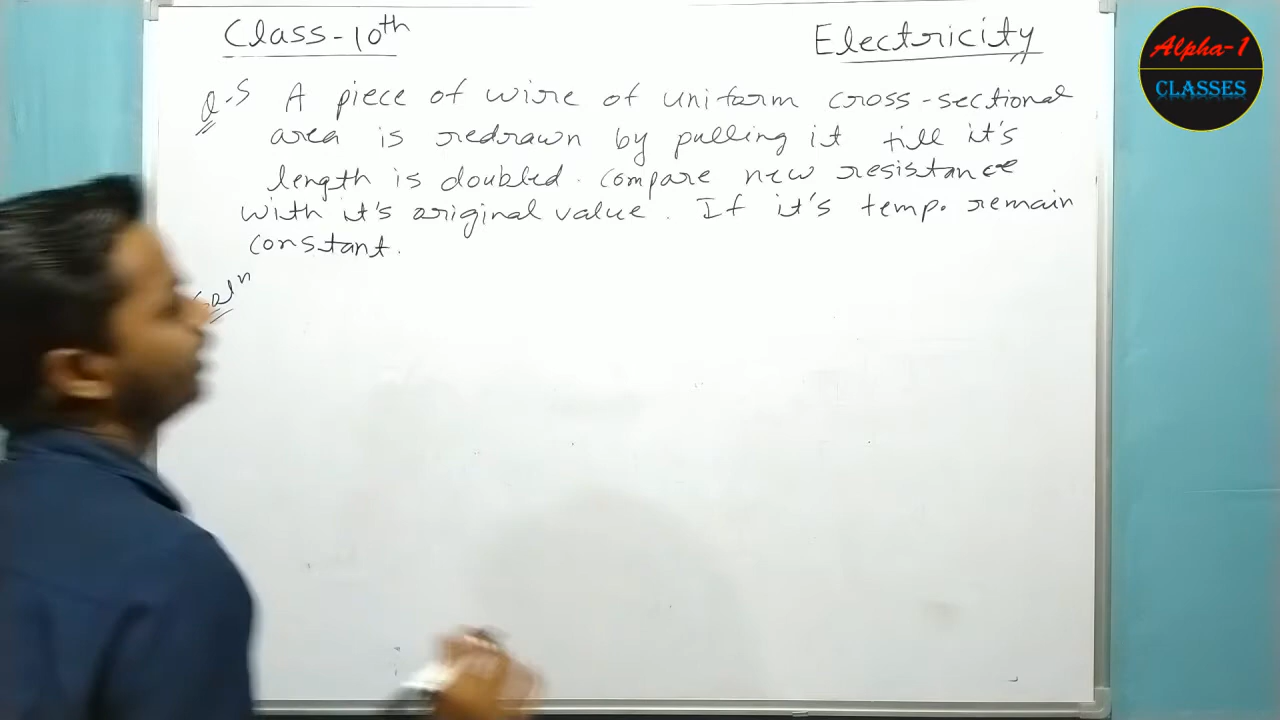 Class-10th
Electricity
Alpha-1
CLASSES
Q.5 A piece of wire of uniform cross-sectional
area is redrawn by pulling it till it's
length is doubled. compare new resistance
with it's original value. If it's temp. remain
constant.
Solⁿ